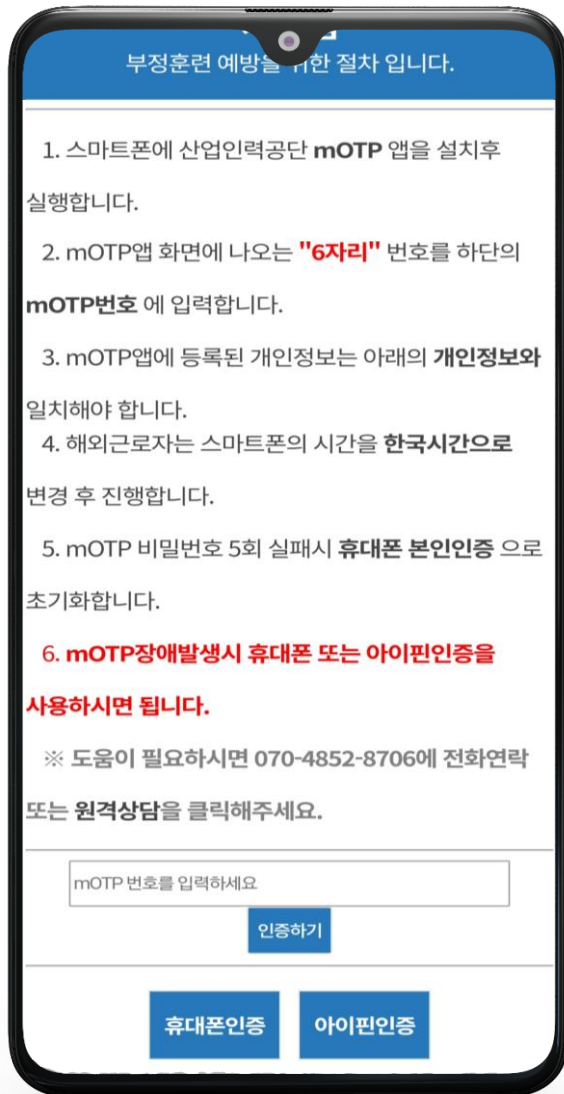 부정훈련 예방을 위한 절차 입니다.
1. 스마트폰에 산업인력공단 mOTP 앱을 설치후
실행합니다.
2. mOTP앱 화면에 나오는 "6자리" 번호를 하단의
mOTP번호 에 입력합니다.
3. mOTP앱에 등록된 개인정보는 아래의 개인정보와
일치해야 합니다.
4. 해외근로자는 스마트폰의 시간을 한국시간으로
변경 후 진행합니다.
5. mOTP 비밀번호 5회 실패시 휴대폰 본인인증 으로
초기화합니다.
6. mOTP장애발생시 휴대폰 또는 아이핀인증을
사용하시면 됩니다.
※ 도움이 필요하시면 070-4852-8706에 전화연락
또는 원격상담을 클릭해주세요.
mOTP 번호를 입력하세요
인증하기
휴대폰인증 아이핀인증